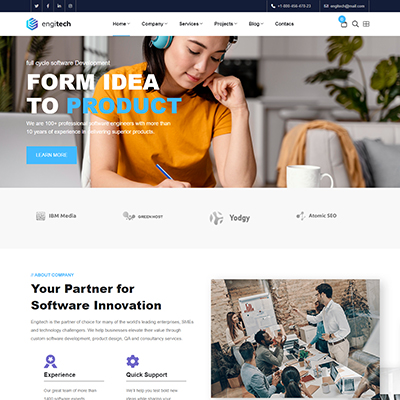 +1-800-456-478-23
engitech@mail.com
engitech
Home
Company
Services
Projects
Blog
Contacs
full cycle software Development
FORM IDEA
TO PRODUCT
We are 100+ professional software engineers with more than
10 years of experience in delivering superior products.
LEARN MORE
IBM Media
GREEN HOST
Yodgy
Atomic SEO
// ABOUT COMPANY
Your Partner for
Software Innovation
Engitech is the partner of choice for many of the world's leading enterprises, SMEs
and technology challengers. We help businesses elevate their value through
custom software development, product design, QA and consultancy services.
Experience
Quick Support
Our great team of more than
We'll help you test bold new
1400 software experts
ideas while sharing your